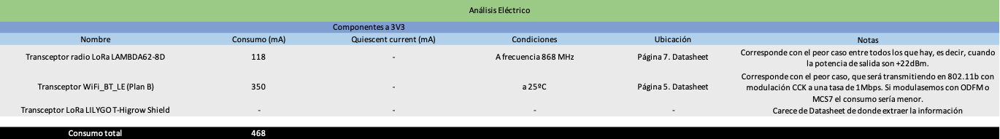 Análisis Eléctrico
Componentes a 3V3
Nombre Consumo (mA) Quiescent current (mA) Condiciones Ubicación Notas
Transceptor radio LoRa LAMBDA62-8D 118 - A frecuencia 868 MHz Página 7. Datasheet Corresponde con el peor caso entre todos los que hay, es decir, cuando
la potencia de salida son +22dBm.
Transceptor WiFi_BT_LE (Plan B) 350 - a 25ºC Página 5. Datasheet Corresponde con el peor caso, que será transmitiendo en 802.11b con
modulación CCK a una tasa de 1Mbps. Si modulasemos con ODFM o
MCS7 el consumo sería menor.
Transceptor LoRa LILYGO T-Higrow Shield - - - - Carece de Datasheet de donde extraer la información
Consumo total 468